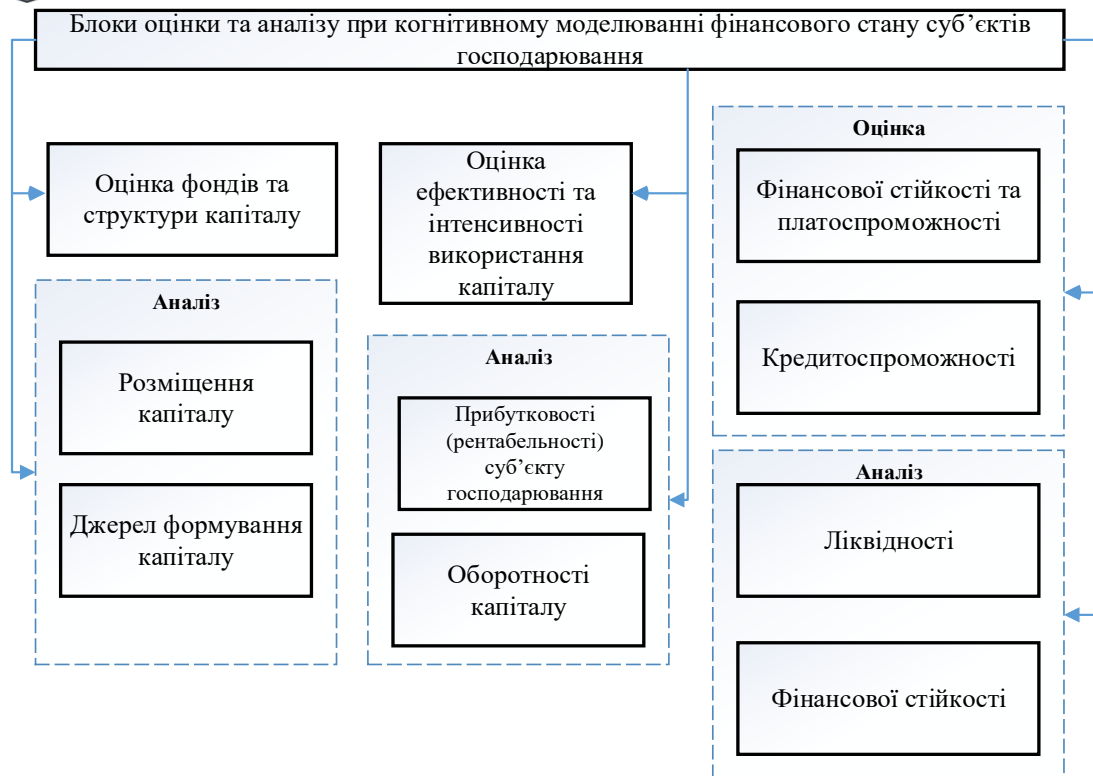 Блоки оцінки та аналізу при когнітивному моделюванні фінансового стану суб’єктів
господарювання
Оцінка фондів та
структури капіталу
Аналіз
Розміщення
капіталу
Джерел формування
капіталу
Оцінка
ефективності та
інтенсивності
використання
капіталу
Аналіз
Прибутковості
(рентабельності)
суб’єкту
господарювання
Оборотності
капіталу
Оцінка
Фінансової стійкості та
платоспроможності
Кредитоспроможності
Аналіз
Ліквідності
Фінансової стійкості